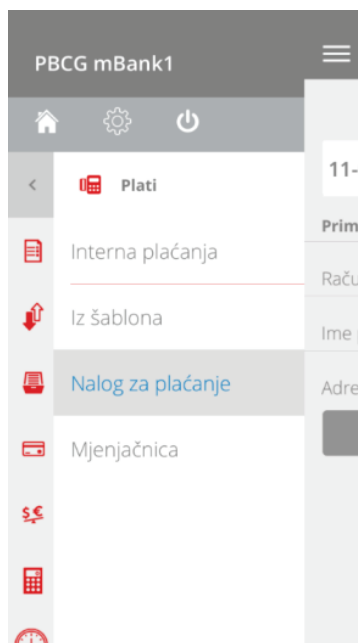 PBCG mBank1
Plati
Interna plaćanja
Iz šablona
Nalog za plaćanje
Mjenjačnica
11-
Prim
Raču
Ime
Adre